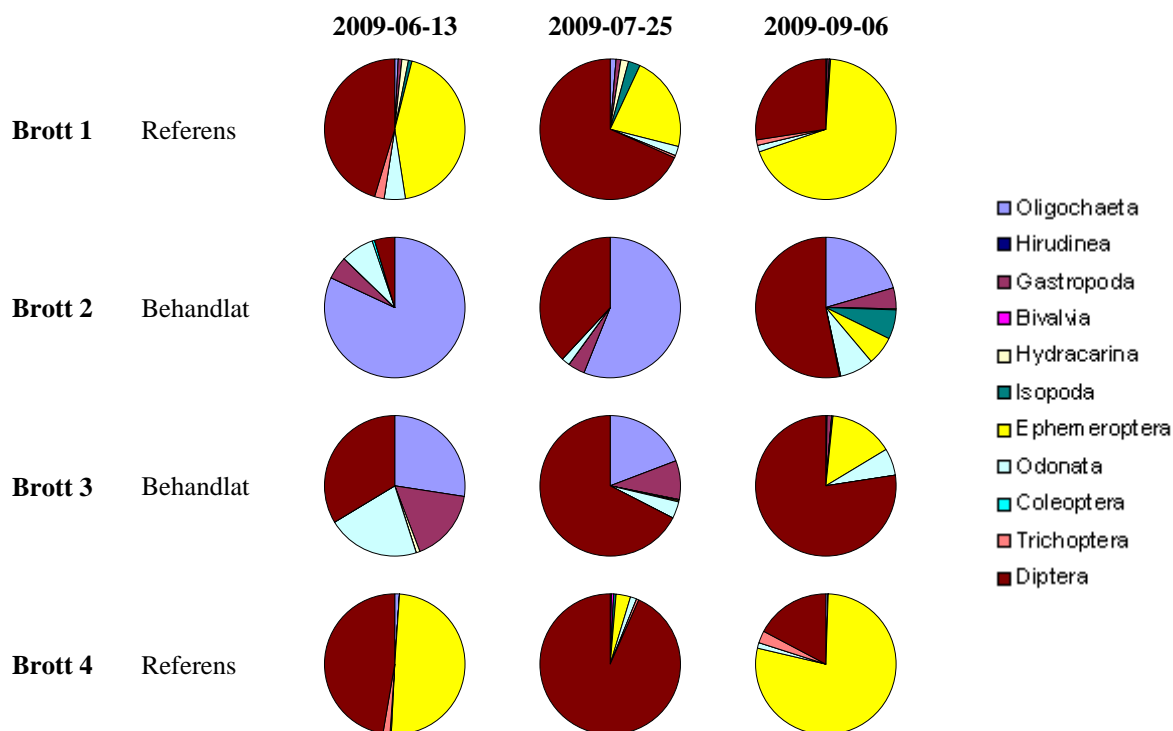 2009-06-13 2009-07-25 2009-09-06
Brott 1 Referens
Brott 2 Behandlat
Brott 3 Behandlat
Brott 4 Referens
Oligochaeta
Hirudinea
Gastropoda
Bivalvia
Hydracarina
Isopoda
Ephemeroptera
Odonata
Coleoptera
Trichoptera
Diptera